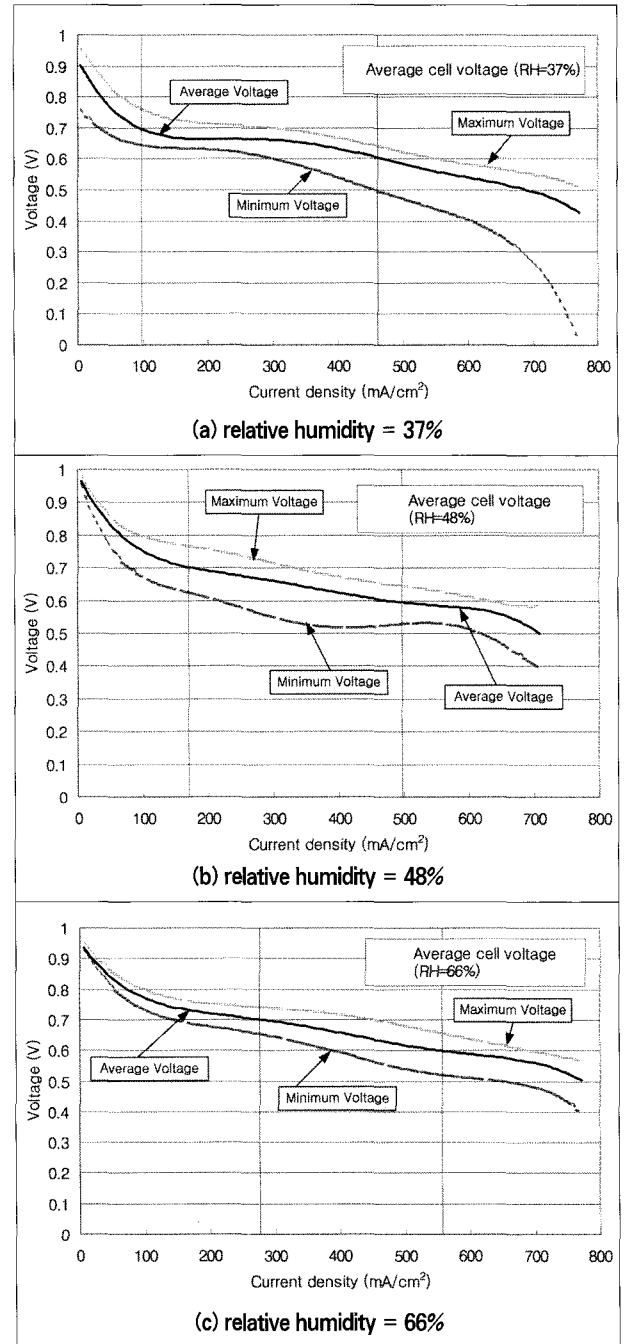 1
0.9
0.8
0.7
0.6
0.5
0.4
0.3
0.2
0.1
0
Voltage (V)
Average cell voltage (RH=37%)
Average Voltage
Maximum Voltage
Minimum Voltage
0 100 200 300 400 500 600 700 800
Current density (mA/cm²)
(a) relative humidity = 37%
1
0.9
0.8
0.7
0.6
0.5
0.4
0.3
0.2
0.1
0
Voltage (V)
Maximum Voltage
Average cell voltage
(RH=48%)
Minimum Voltage
Average Voltage
0 100 200 300 400 500 600 700 800
Current density (mA/cm²)
(b) relative humidity = 48%
1
0.9
0.8
0.7
0.6
0.5
0.4
0.3
0.2
0.1
0
Voltage (V)
Average cell voltage
(RH=66%)
Maximum Voltage
Average Voltage
Minimum Voltage
0 100 200 300 400 500 600 700 800
Current density (mA/cm²)
(c) relative humidity = 66%